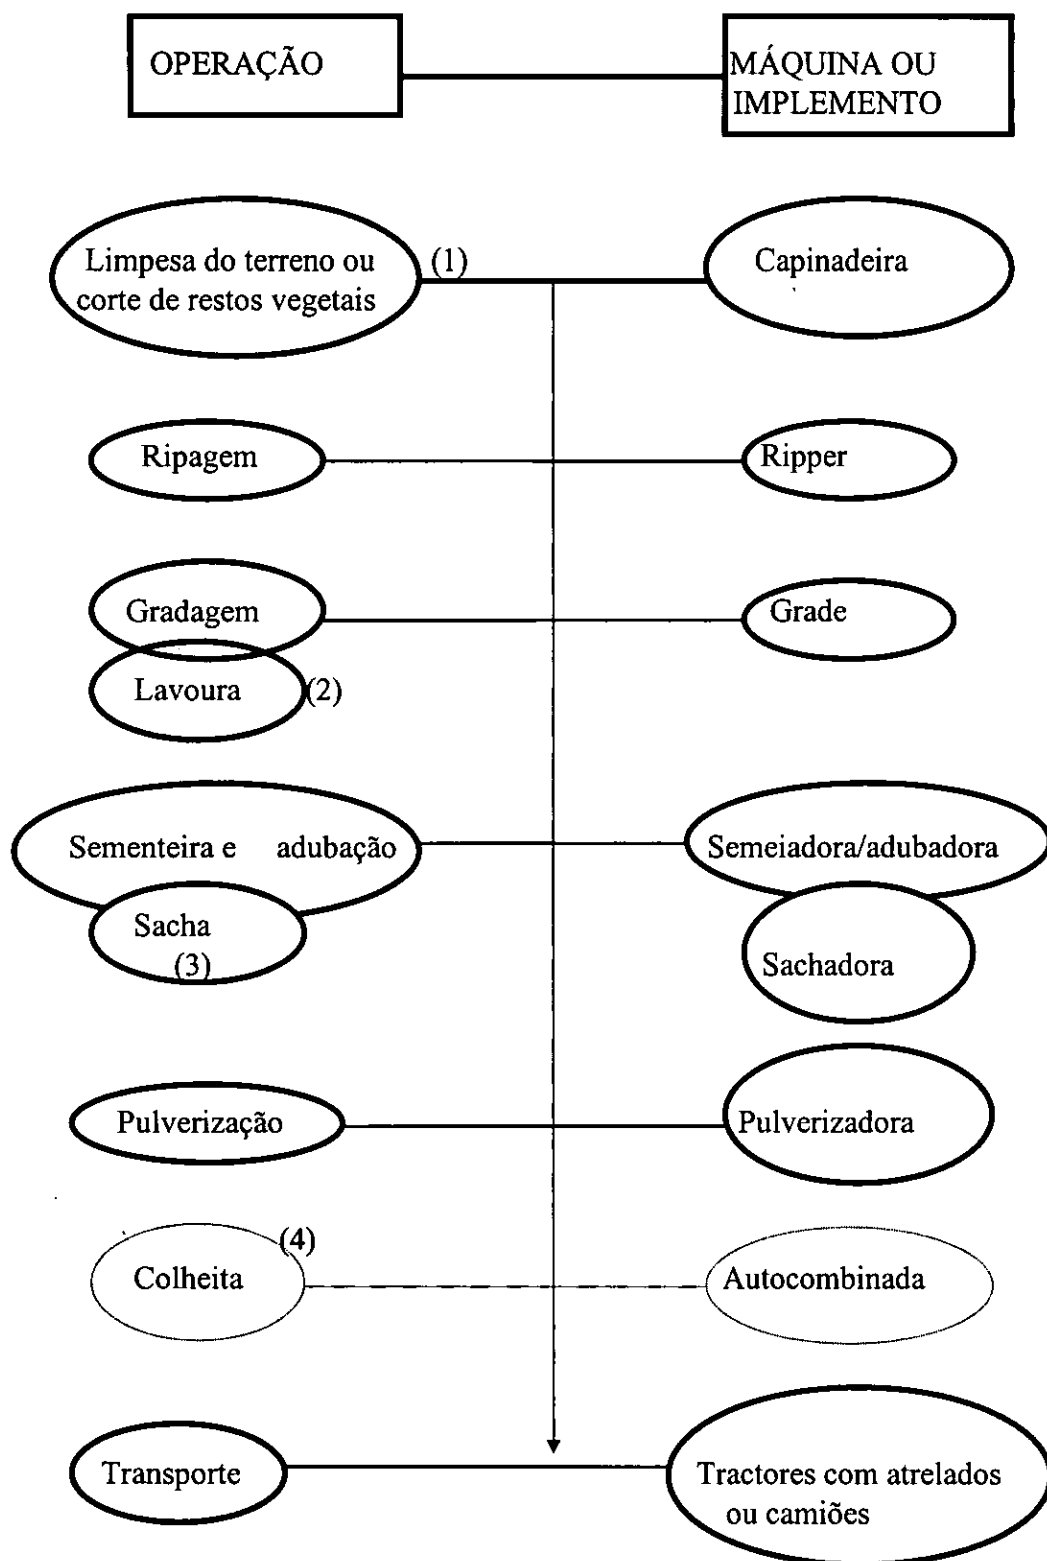 OPERAÇÃO
MÁQUINA OU
IMPLEMENTO
Limpesa do terreno ou
corte de restos vegetais
(1)
Capinadeira
Ripagem
Ripper
Gradagem
Grade
Lavoura
(2)
Sementeira e adubação
Semeiadora/adubadora
Sacha
(3)
Sachadora
Pulverização
Pulverizadora
(4)
Colheita
Autocombinada
Transporte
Tractores com atrelados
ou camiões